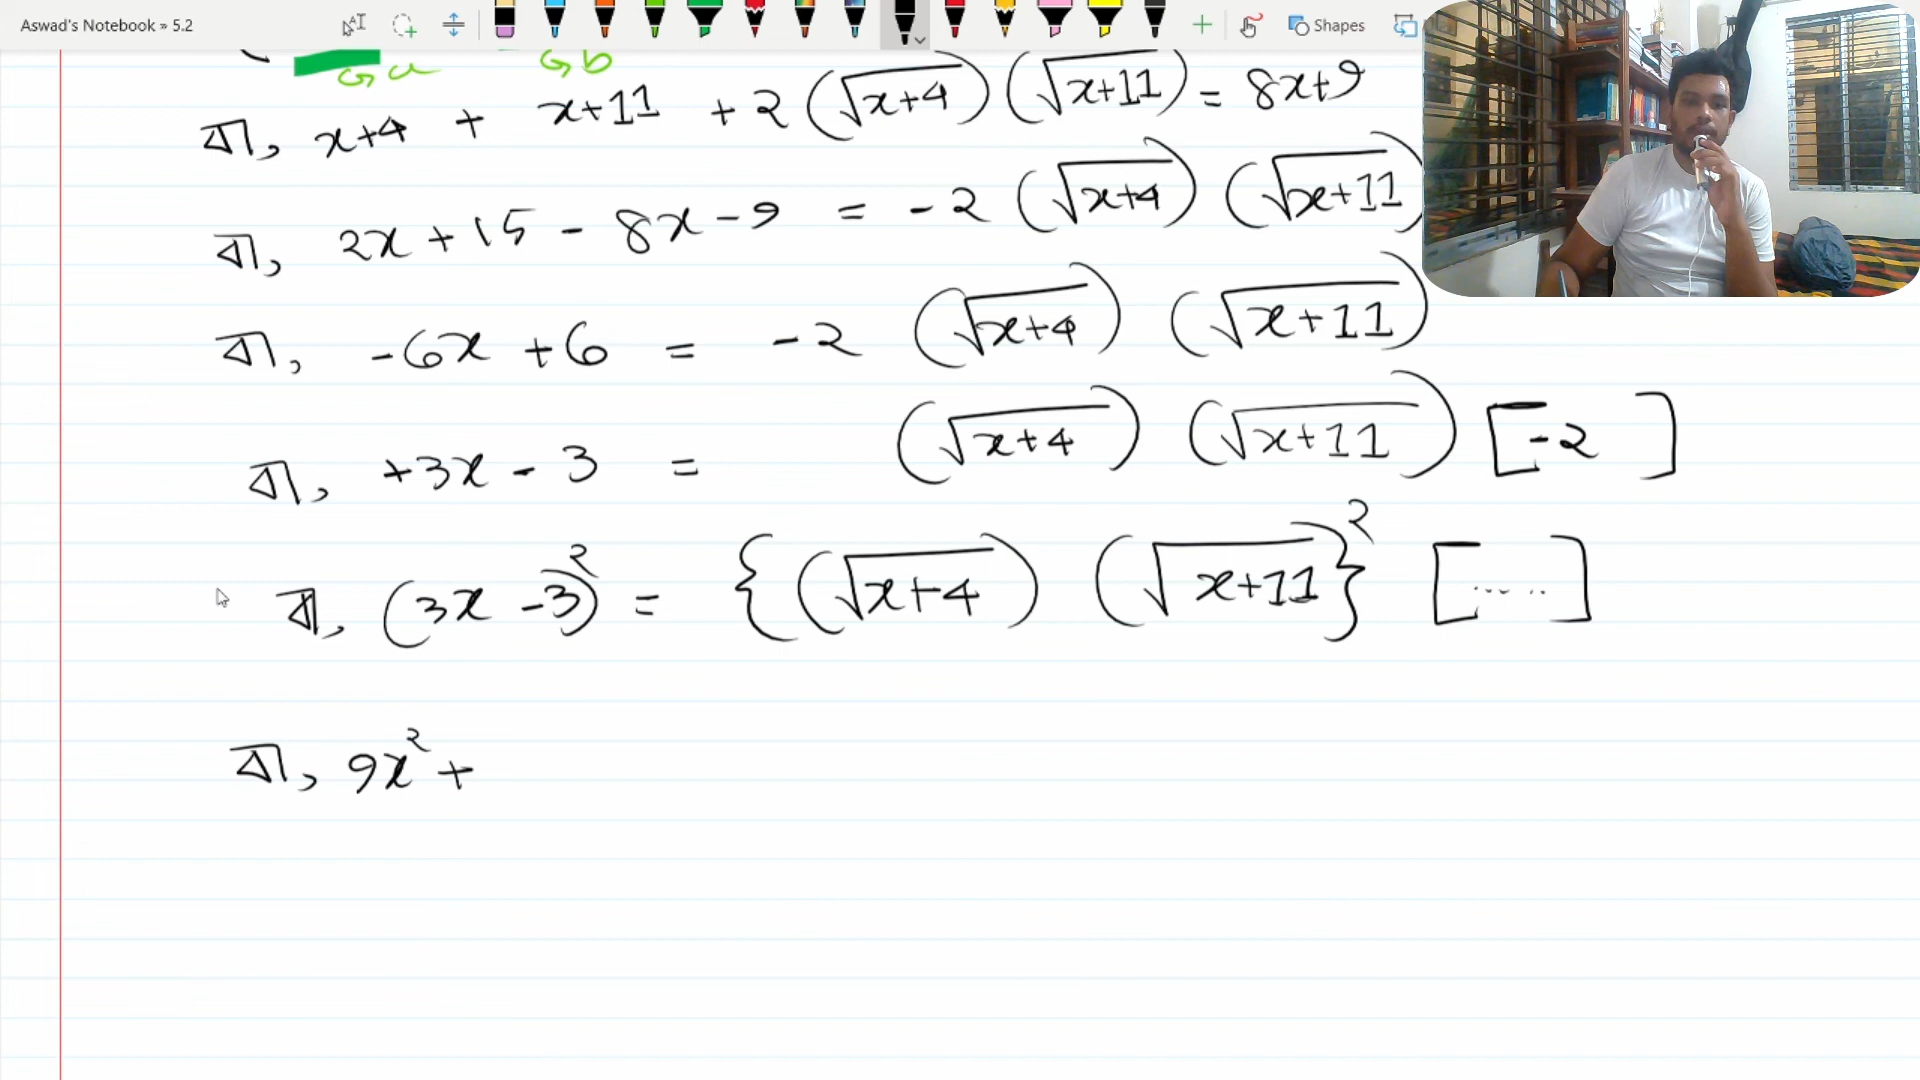 Aswad's Notebook » 5.2
Shapes
a b
বা, x+4 + x+11 + 2 (√(x+4)) (√(x+11)) = 8x+9
বা, 2x + 15 - 8x - 9 = - 2 (√(x+4)) (√(x+11))
বা, -6x + 6 = - 2 (√(x+4)) (√(x+11))
বা, +3x - 3 = (√(x+4)) (√(x+11)) [-2 ]
বা, (3x - 3)² = {(√(x+4)) (√(x+11)}² [.....]
বা, 9x² +